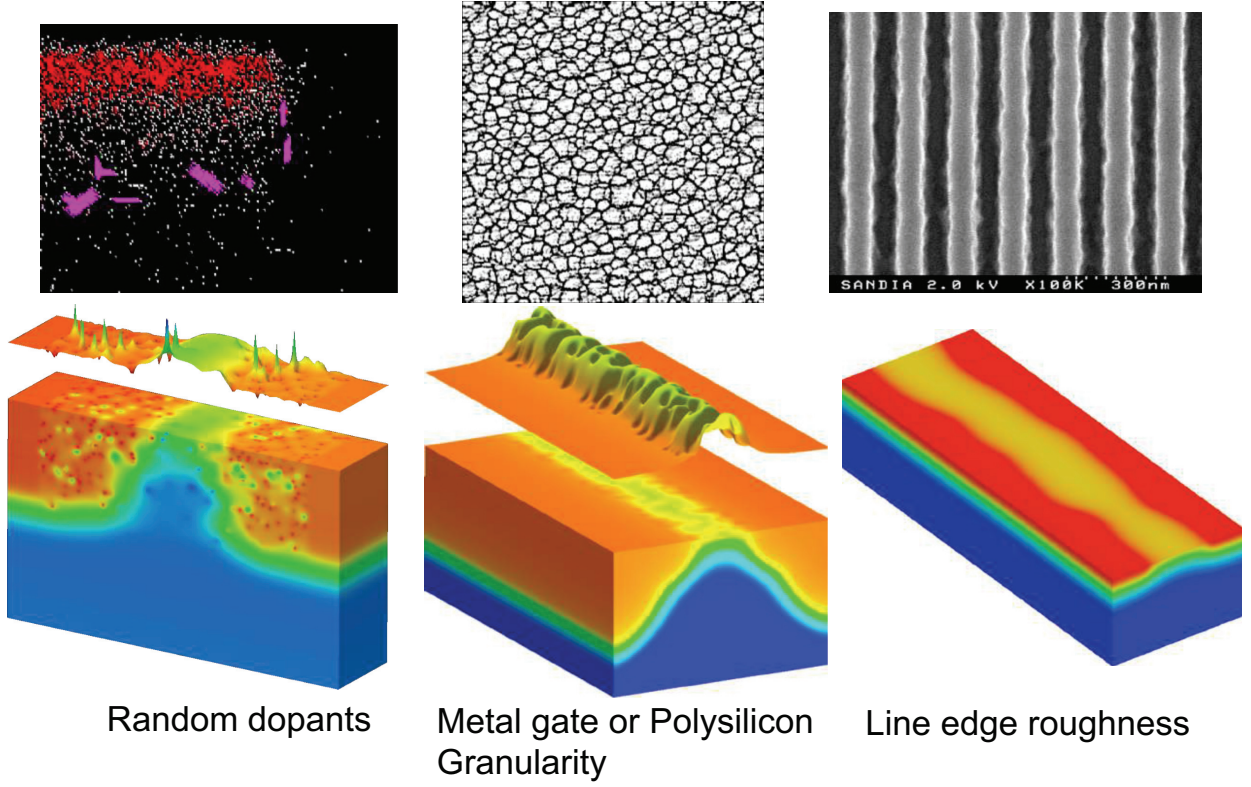 SANDIA 2.0 kV X100K 300nm
Random dopants
Metal gate or Polysilicon
Granularity
Line edge roughness